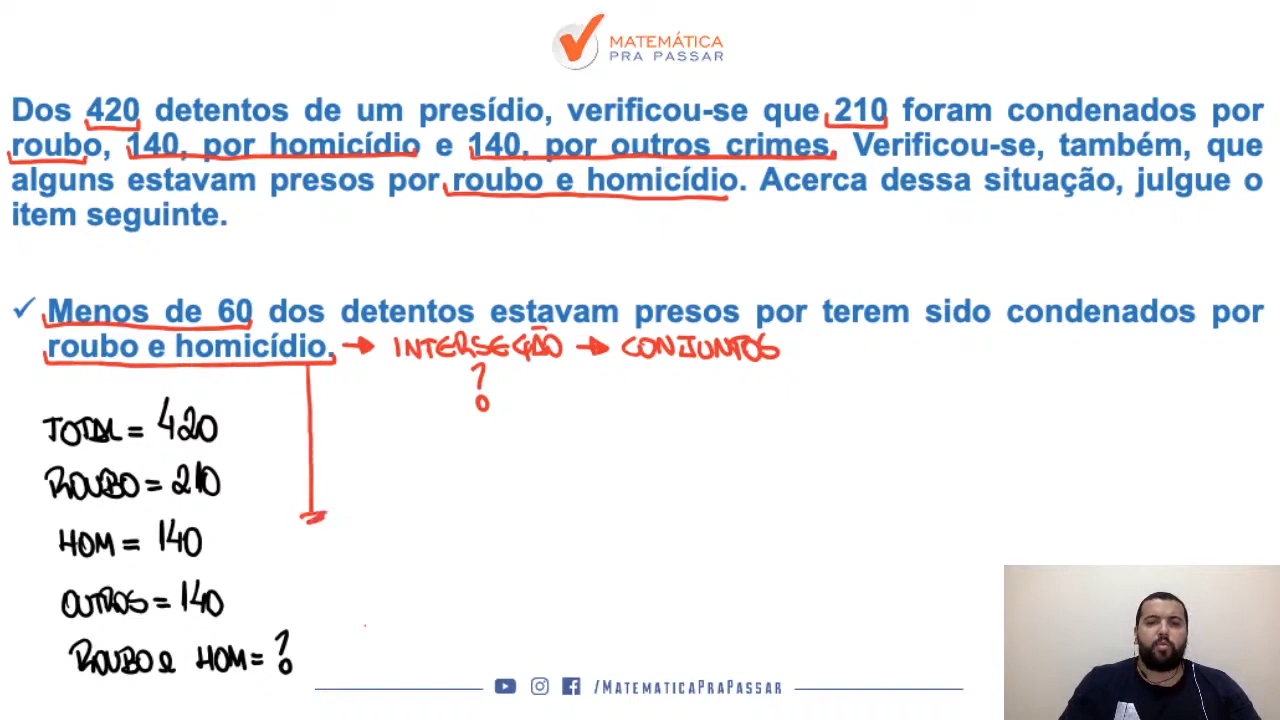 MATEMÁTICA
PRA PASSAR
Dos 420 detentos de um presídio, verificou-se que 210 foram condenados por
roubo, 140, por homicídio e 140, por outros crimes. Verificou-se, também, que
alguns estavam presos por roubo e homicídio. Acerca dessa situação, julgue o
item seguinte.
✓ Menos de 60 dos detentos estavam presos por terem sido condenados por
roubo e homicídio. → INTERSEÇÃO → CONJUNTOS
?
TOTAL = 420
ROUBO = 210
HOM = 140
OUTROS = 140
ROUBO e HOM = ?
/MATEMATICAPRAPASSAR